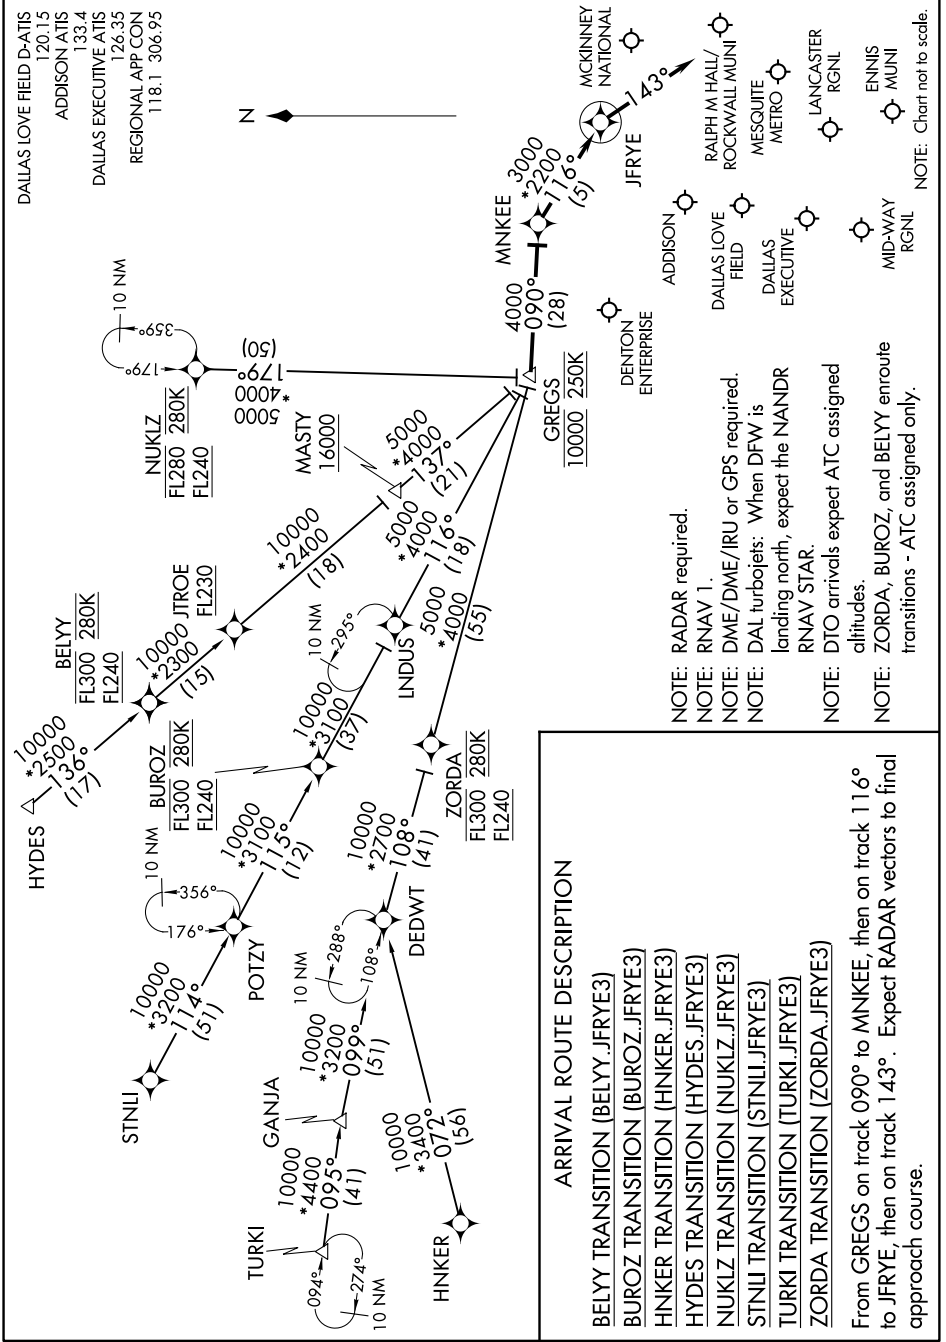 DALLAS LOVE FIELD D-ATIS
120.15
ADDISON ATIS
133.4
DALLAS EXECUTIVE ATIS
126.35
REGIONAL APP CON
118.1 306.95
N
HYDES
10000
*2500
136°
(17)
BELYY
FL300 280K
FL240
10000
*2300
(15)
JTROE
FL230
10000
*2400
(18)
MASTY
16000
5000
*4000
137°
(21)
NUKLZ
FL280 280K
FL240
10 NM
359°
179°
5000
*4000
179°
(50)
STNLI
10000
*3200
114°
(51)
POTZY
10 NM
356°
176°
10000
*3100
115°
(12)
BUROZ
FL300 280K
FL240
10000
*3100
(37)
LNDUS
10 NM
295°
5000
*4000
116°
(18)
TURKI
094°
274°
10 NM
10000
*4400
095°
(41)
GANJA
10000
*3200
099°
(51)
HNKER
10000
*3400
072°
(56)
DEDWT
10 NM
288°
108°
10000
*2700
108°
(41)
ZORDA
FL300 280K
FL240
5000
*4000
(55)
GREGS
10000 250K
4000
090°
(28)
MNKEE
3000
*2200
116°
(5)
JFRYE
143°
MCKINNEY
NATIONAL
RALPH M HALL/
ROCKWALL MUNI
MESQUITE
METRO
LANCASTER
RGNL
ENNIS
MUNI
DENTON
ENTERPRISE
ADDISON
DALLAS LOVE
FIELD
DALLAS
EXECUTIVE
MID-WAY
RGNL
NOTE: Chart not to scale.
NOTE: RADAR required.
NOTE: RNAV 1.
NOTE: DME/DME/IRU or GPS required.
NOTE: DAL turbojets: When DFW is
landing north, expect the NANDR
RNAV STAR.
NOTE: DTO arrivals expect ATC assigned
altitudes.
NOTE: ZORDA, BUROZ, and BELYY enroute
transitions - ATC assigned only.
ARRIVAL ROUTE DESCRIPTION
BELYY TRANSITION (BELYY.JFRYE3)
BUROZ TRANSITION (BUROZ.JFRYE3)
HNKER TRANSITION (HNKER.JFRYE3)
HYDES TRANSITION (HYDES.JFRYE3)
NUKLZ TRANSITION (NUKLZ.JFRYE3)
STNLI TRANSITION (STNLI.JFRYE3)
TURKI TRANSITION (TURKI.JFRYE3)
ZORDA TRANSITION (ZORDA.JFRYE3)
From GREGS on track 090° to MNKEE, then on track 116°
to JFRYE, then on track 143°. Expect RADAR vectors to final
approach course.